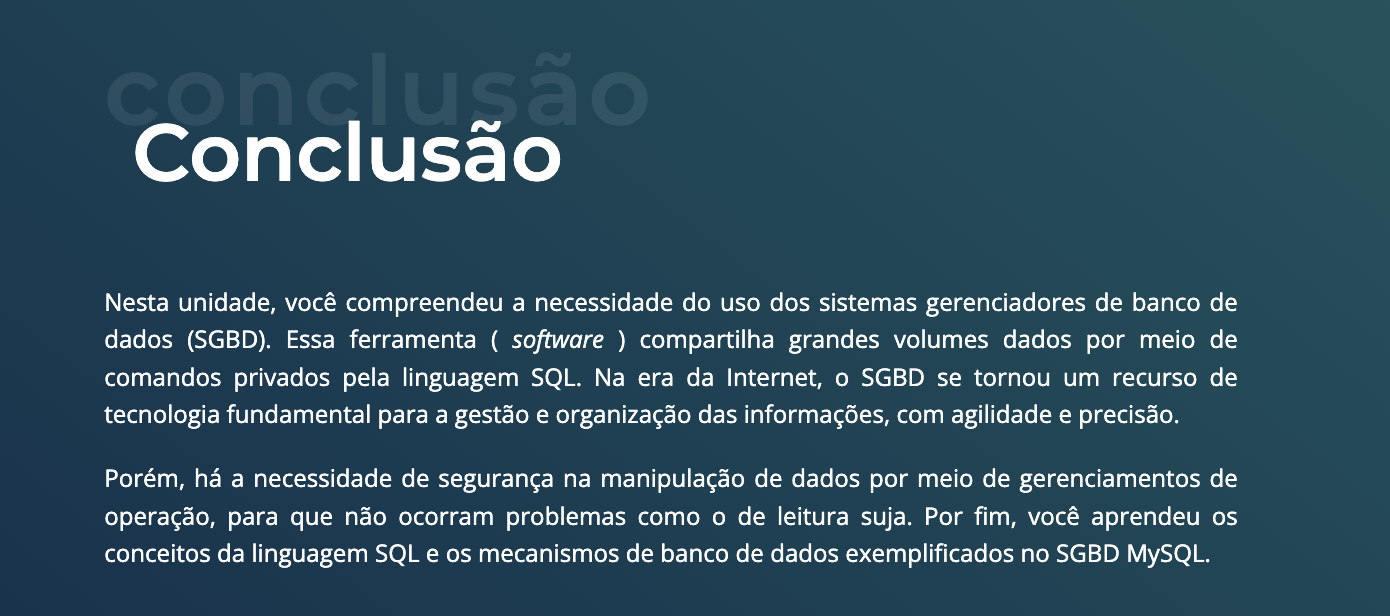 conclusão
Conclusão
Nesta unidade, você compreendeu a necessidade do uso dos sistemas gerenciadores de banco de
dados (SGBD). Essa ferramenta ( software ) compartilha grandes volumes dados por meio de
comandos privados pela linguagem SQL. Na era da Internet, o SGBD se tornou um recurso de
tecnologia fundamental para a gestão e organização das informações, com agilidade e precisão.
Porém, há a necessidade de segurança na manipulação de dados por meio de gerenciamentos de
operação, para que não ocorram problemas como o de leitura suja. Por fim, você aprendeu os
conceitos da linguagem SQL e os mecanismos de banco de dados exemplificados no SGBD MySQL.